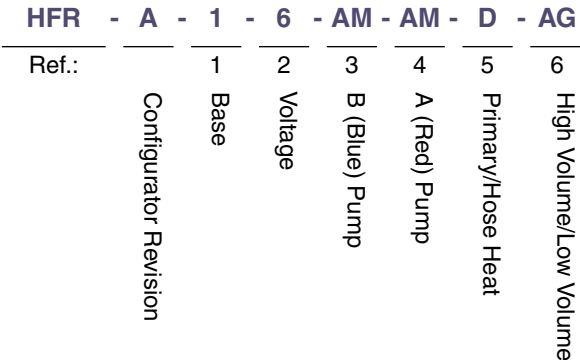 HFR - A - 1 - 6 - AM - AM - D - AG
Ref.: 1 2 3 4 5 6
Configurator Revision
Base
Voltage
B (Blue) Pump
A (Red) Pump
Primary/Hose Heat
High Volume/Low Volume